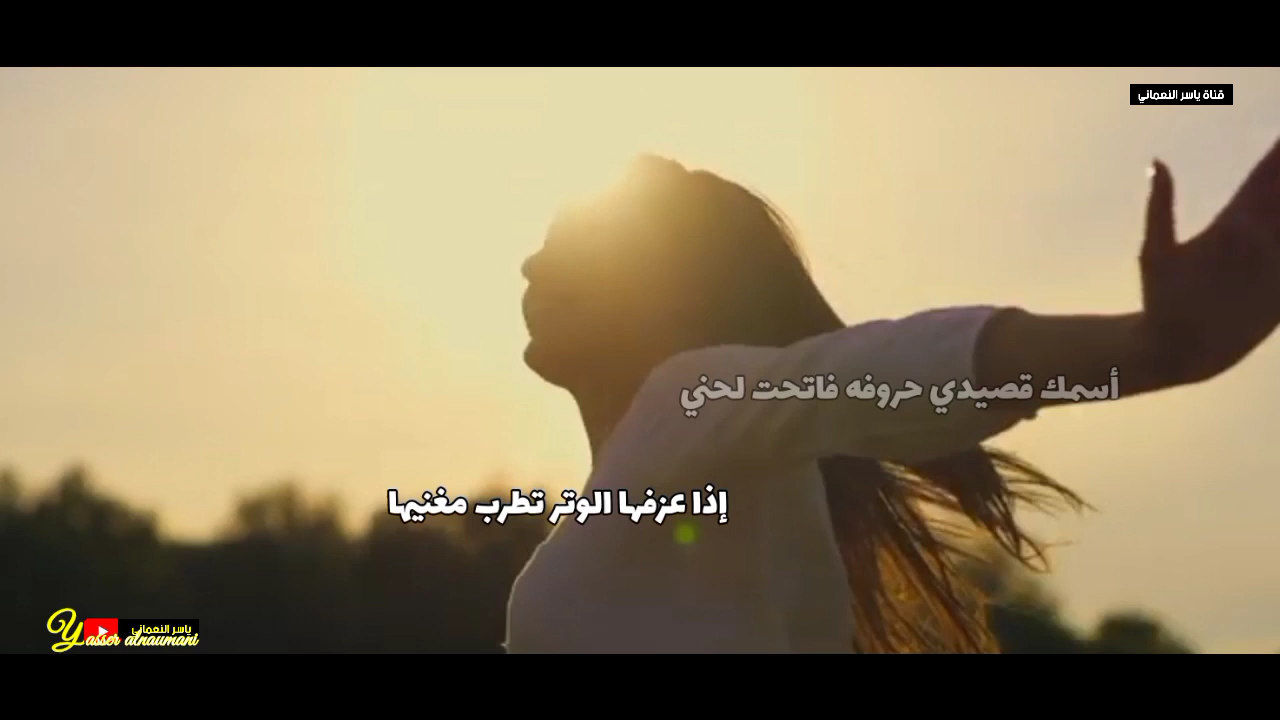 قناة ياسر النعماني
أسمك قصيدي حروفه فاتحت لحني
إذا عزفها الوتر تطرب مغنيها
ياسر النعماني
Yasser alnaumani